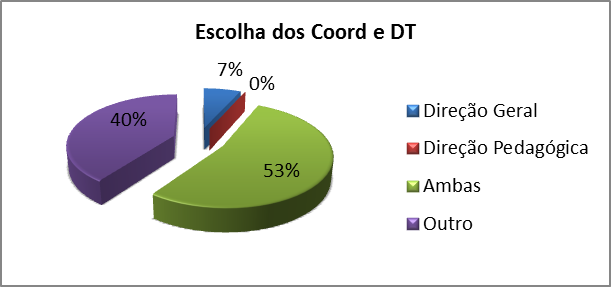 Escolha dos Coord e DT
7%
0%
40%
53%
Direção Geral
Direção Pedagógica
Ambas
Outro